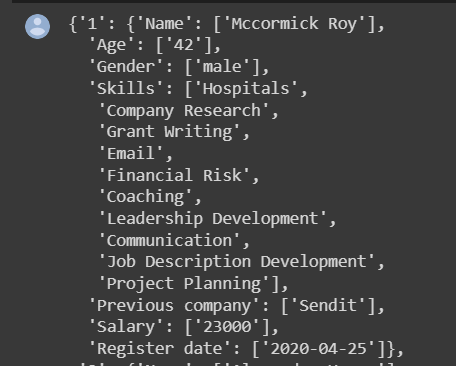 {'1': {'Name': ['Mccormick Roy'],
'Age': ['42'],
'Gender': ['male'],
'Skills': ['Hospitals',
'Company Research',
'Grant Writing',
'Email',
'Financial Risk',
'Coaching',
'Leadership Development',
'Communication',
'Job Description Development',
'Project Planning'],
'Previous company': ['Sendit'],
'Salary': ['23000'],
'Register date': ['2020-04-25']},